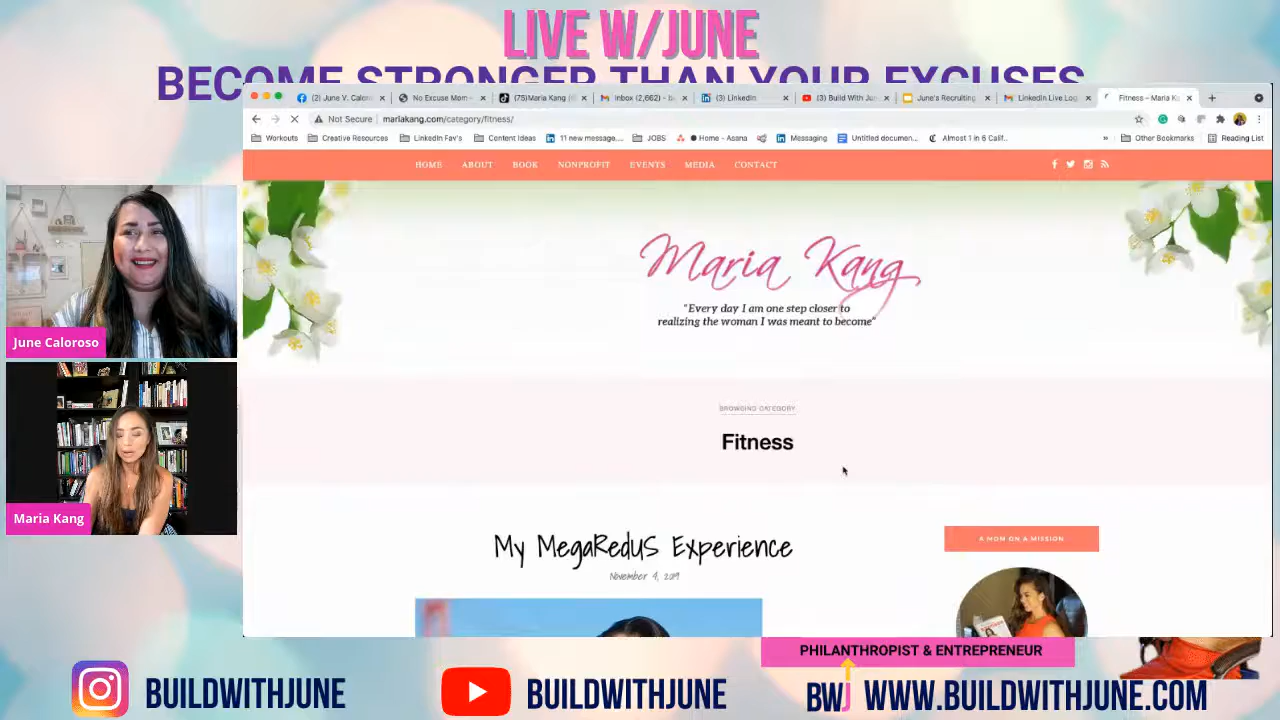 LIVE W/JUNE
BECOME STRONGER THAN YOUR EXCUSES
(2) June V. Calor
No Excuse Mom –
(75)Maria Kang (
Inbox (2,662) – B
(3) LinkedIn
(3) Build With Jun
June's Recruiting
LinkedIn Live Log
Fitness – Maria Ka
Not Secure
mariakang.com/category/fitness/
Workouts
Creative Resources
LinkedIn Fav's
Content Ideas
11 new message....
JOBS
Home - Asana
Messaging
Untitled documen...
Almost 1 in 6 Calif...
»
Other Bookmarks
Reading List
HOME ABOUT BOOK NONPROFIT EVENTS MEDIA CONTACT
Maria Kang
"Every day I am one step closer to
realizing the woman I was meant to become"
BROWSING CATEGORY
Fitness
My MegaRedUS Experience
November 4, 2019
A MOM ON A MISSION
June Caloroso
Maria Kang
PHILANTHROPIST & ENTREPRENEUR
BUILDWITHJUNE
BUILDWITHJUNE
BWJ WWW.BUILDWITHJUNE.COM